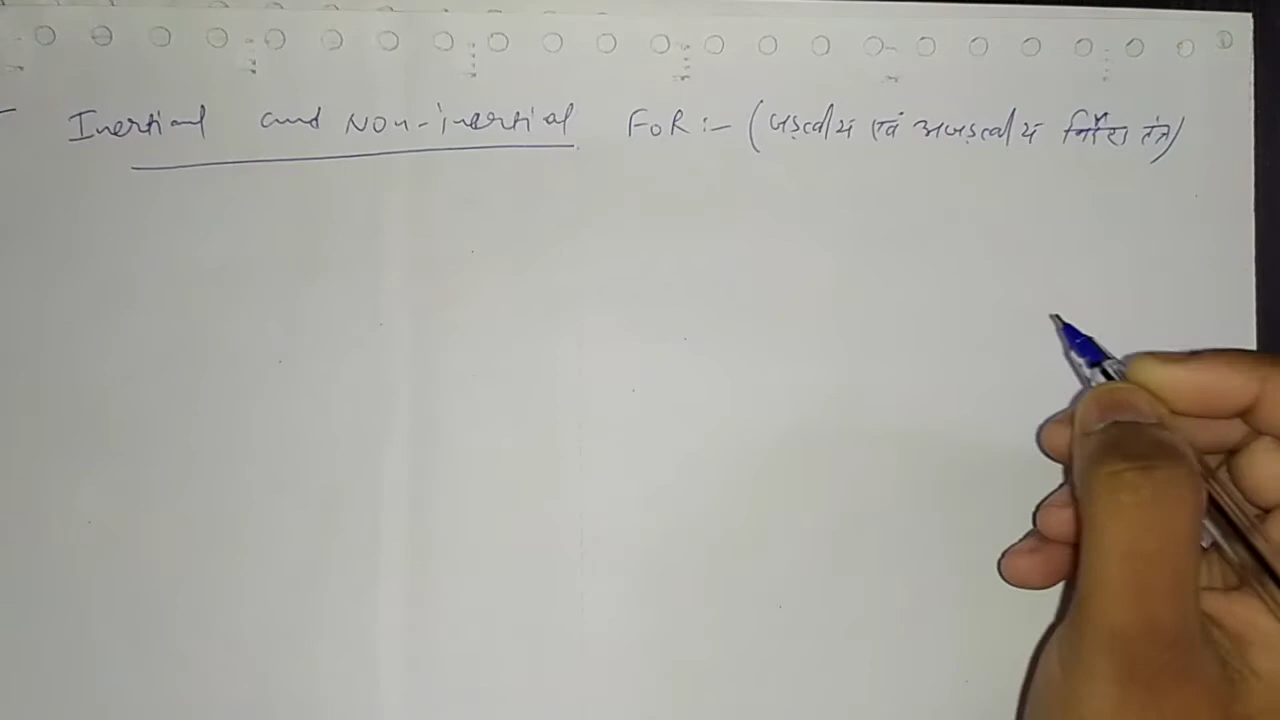 Inertial and Non-inertial FoR :- (जड़त्वीय एवं अजड़त्वीय निर्देश तंत्र)